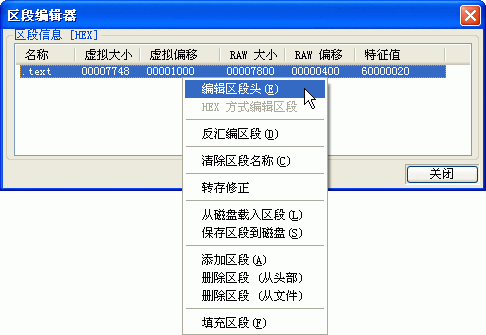 区段编辑器
区段信息 [HEX]
名称 虚拟大小 虚拟偏移 RAW 大小 RAW 偏移 特征值
.text 00007748 00001000 00007800 00000400 60000020
编辑区段头(E)
HEX 方式编辑区段
反汇编区段(D)
清除区段名称(C)
转存修正
从磁盘载入区段(L)
保存区段到磁盘(S)
添加区段(A)
删除区段 (从头部)
删除区段 (从文件)
填充区段(F)
关闭